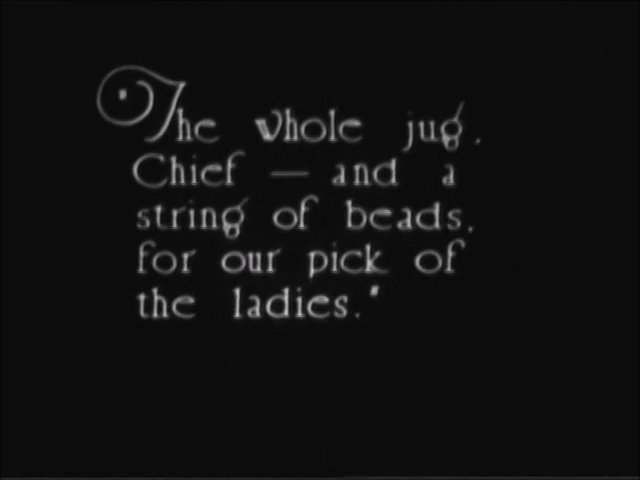 "The whole jug,
Chief — and a
string of beads,
for our pick of
the ladies."